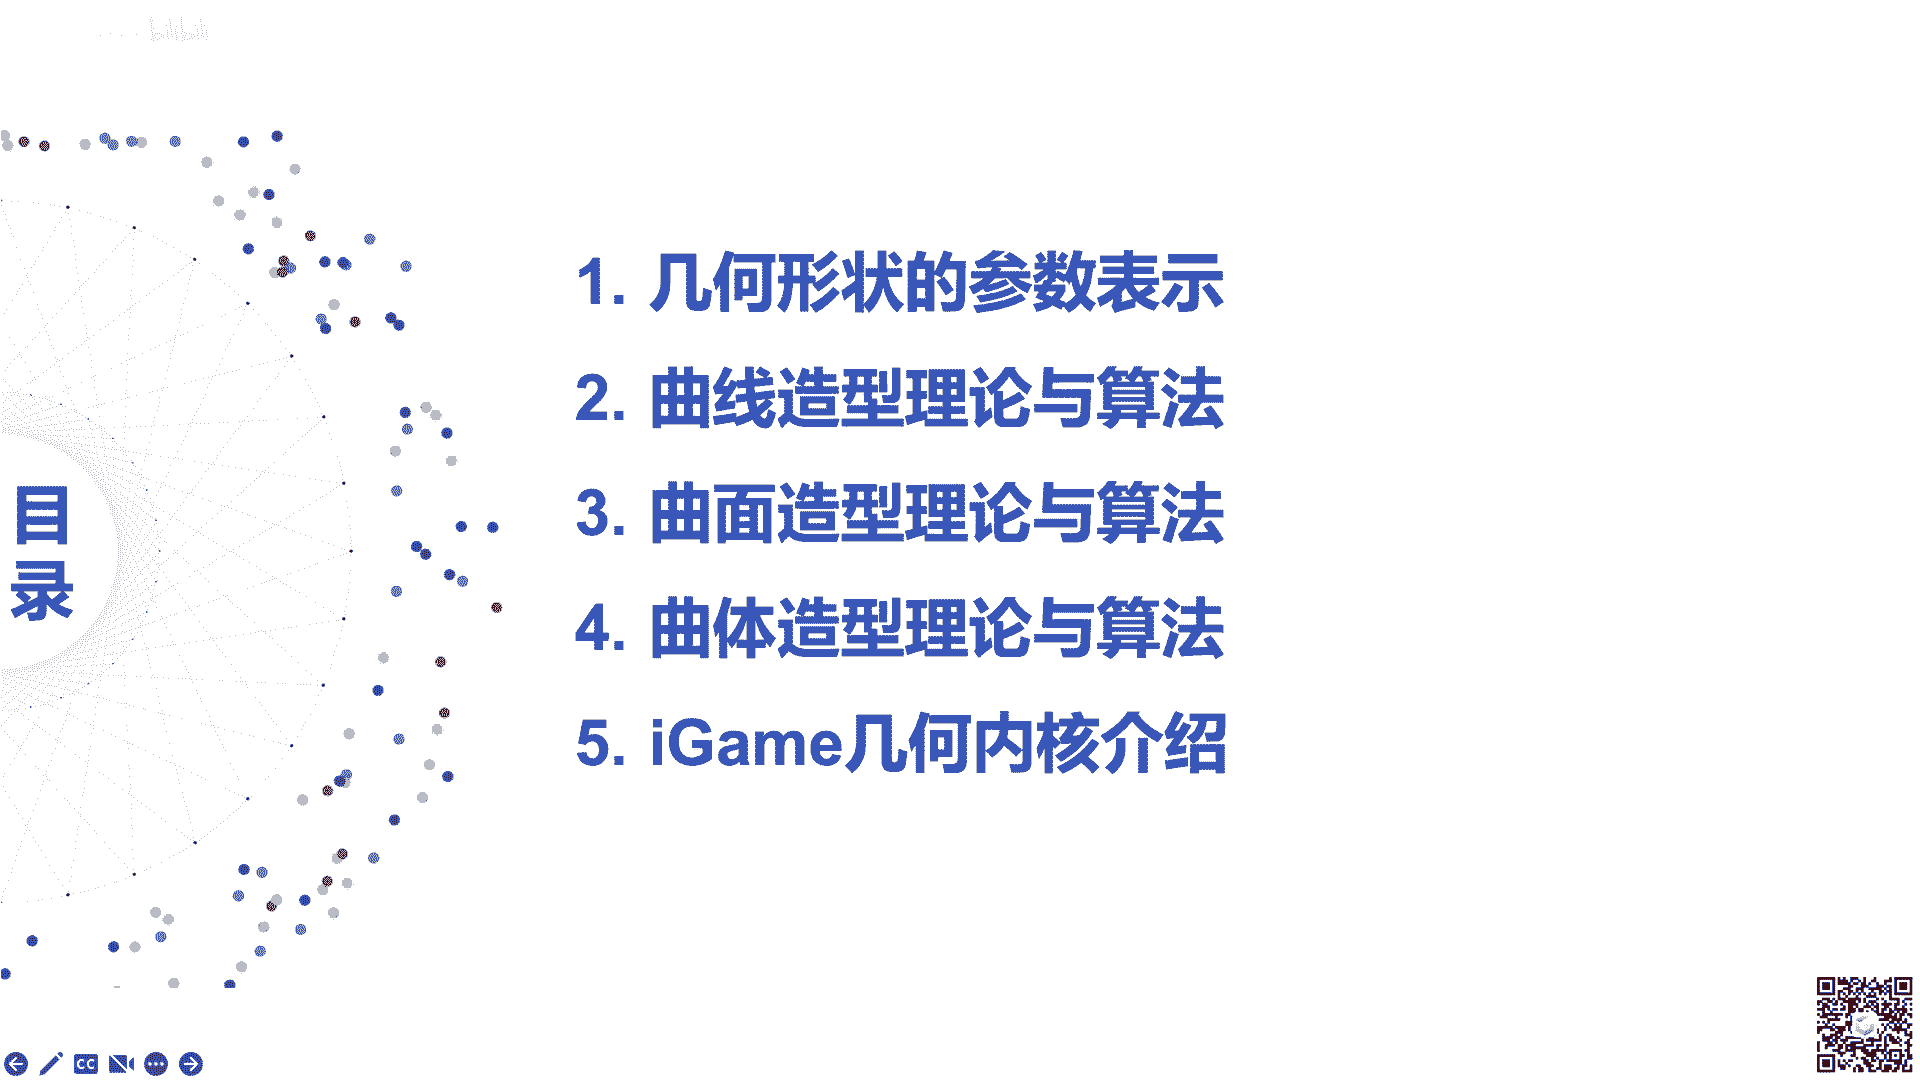 bilibili
目
录
1. 几何形状的参数表示
2. 曲线造型理论与算法
3. 曲面造型理论与算法
4. 曲体造型理论与算法
5. iGame几何内核介绍
CC